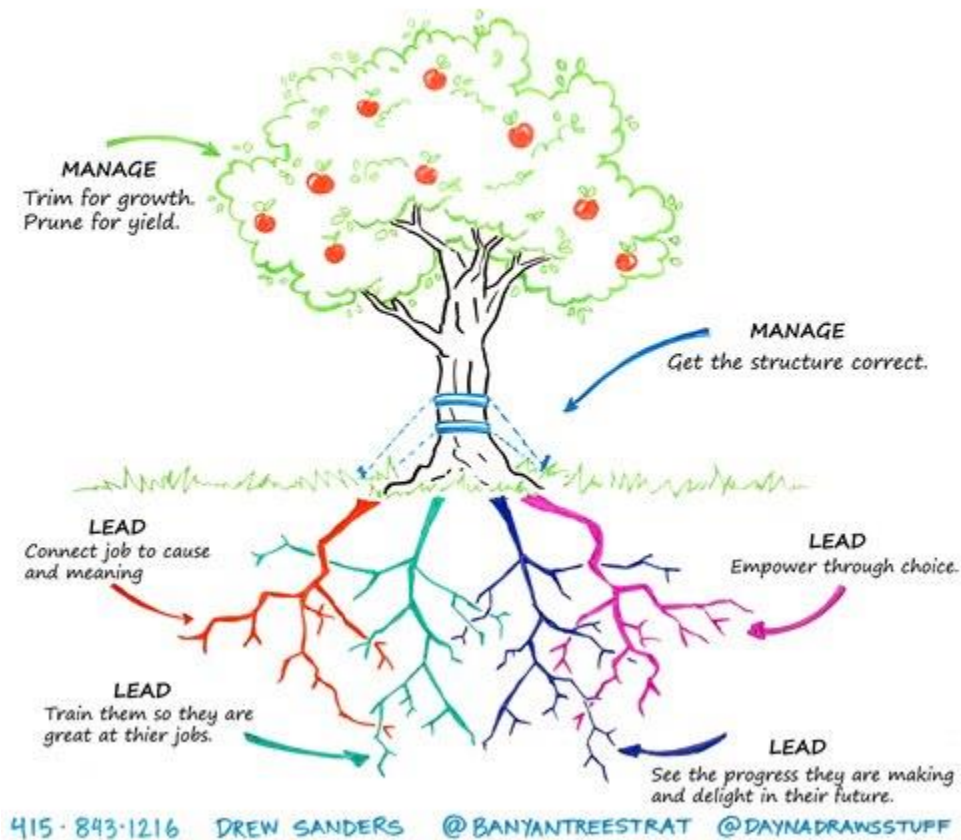 MANAGE
Trim for growth.
Prune for yield.
MANAGE
Get the structure correct.
LEAD
Connect job to cause
and meaning
LEAD
Empower through choice.
LEAD
Train them so they are
great at thier jobs.
LEAD
See the progress they are making
and delight in their future.
415·843·1216 DREW SANDERS @BANYANTREESTRAT @DAYNADRAWSSTUFF